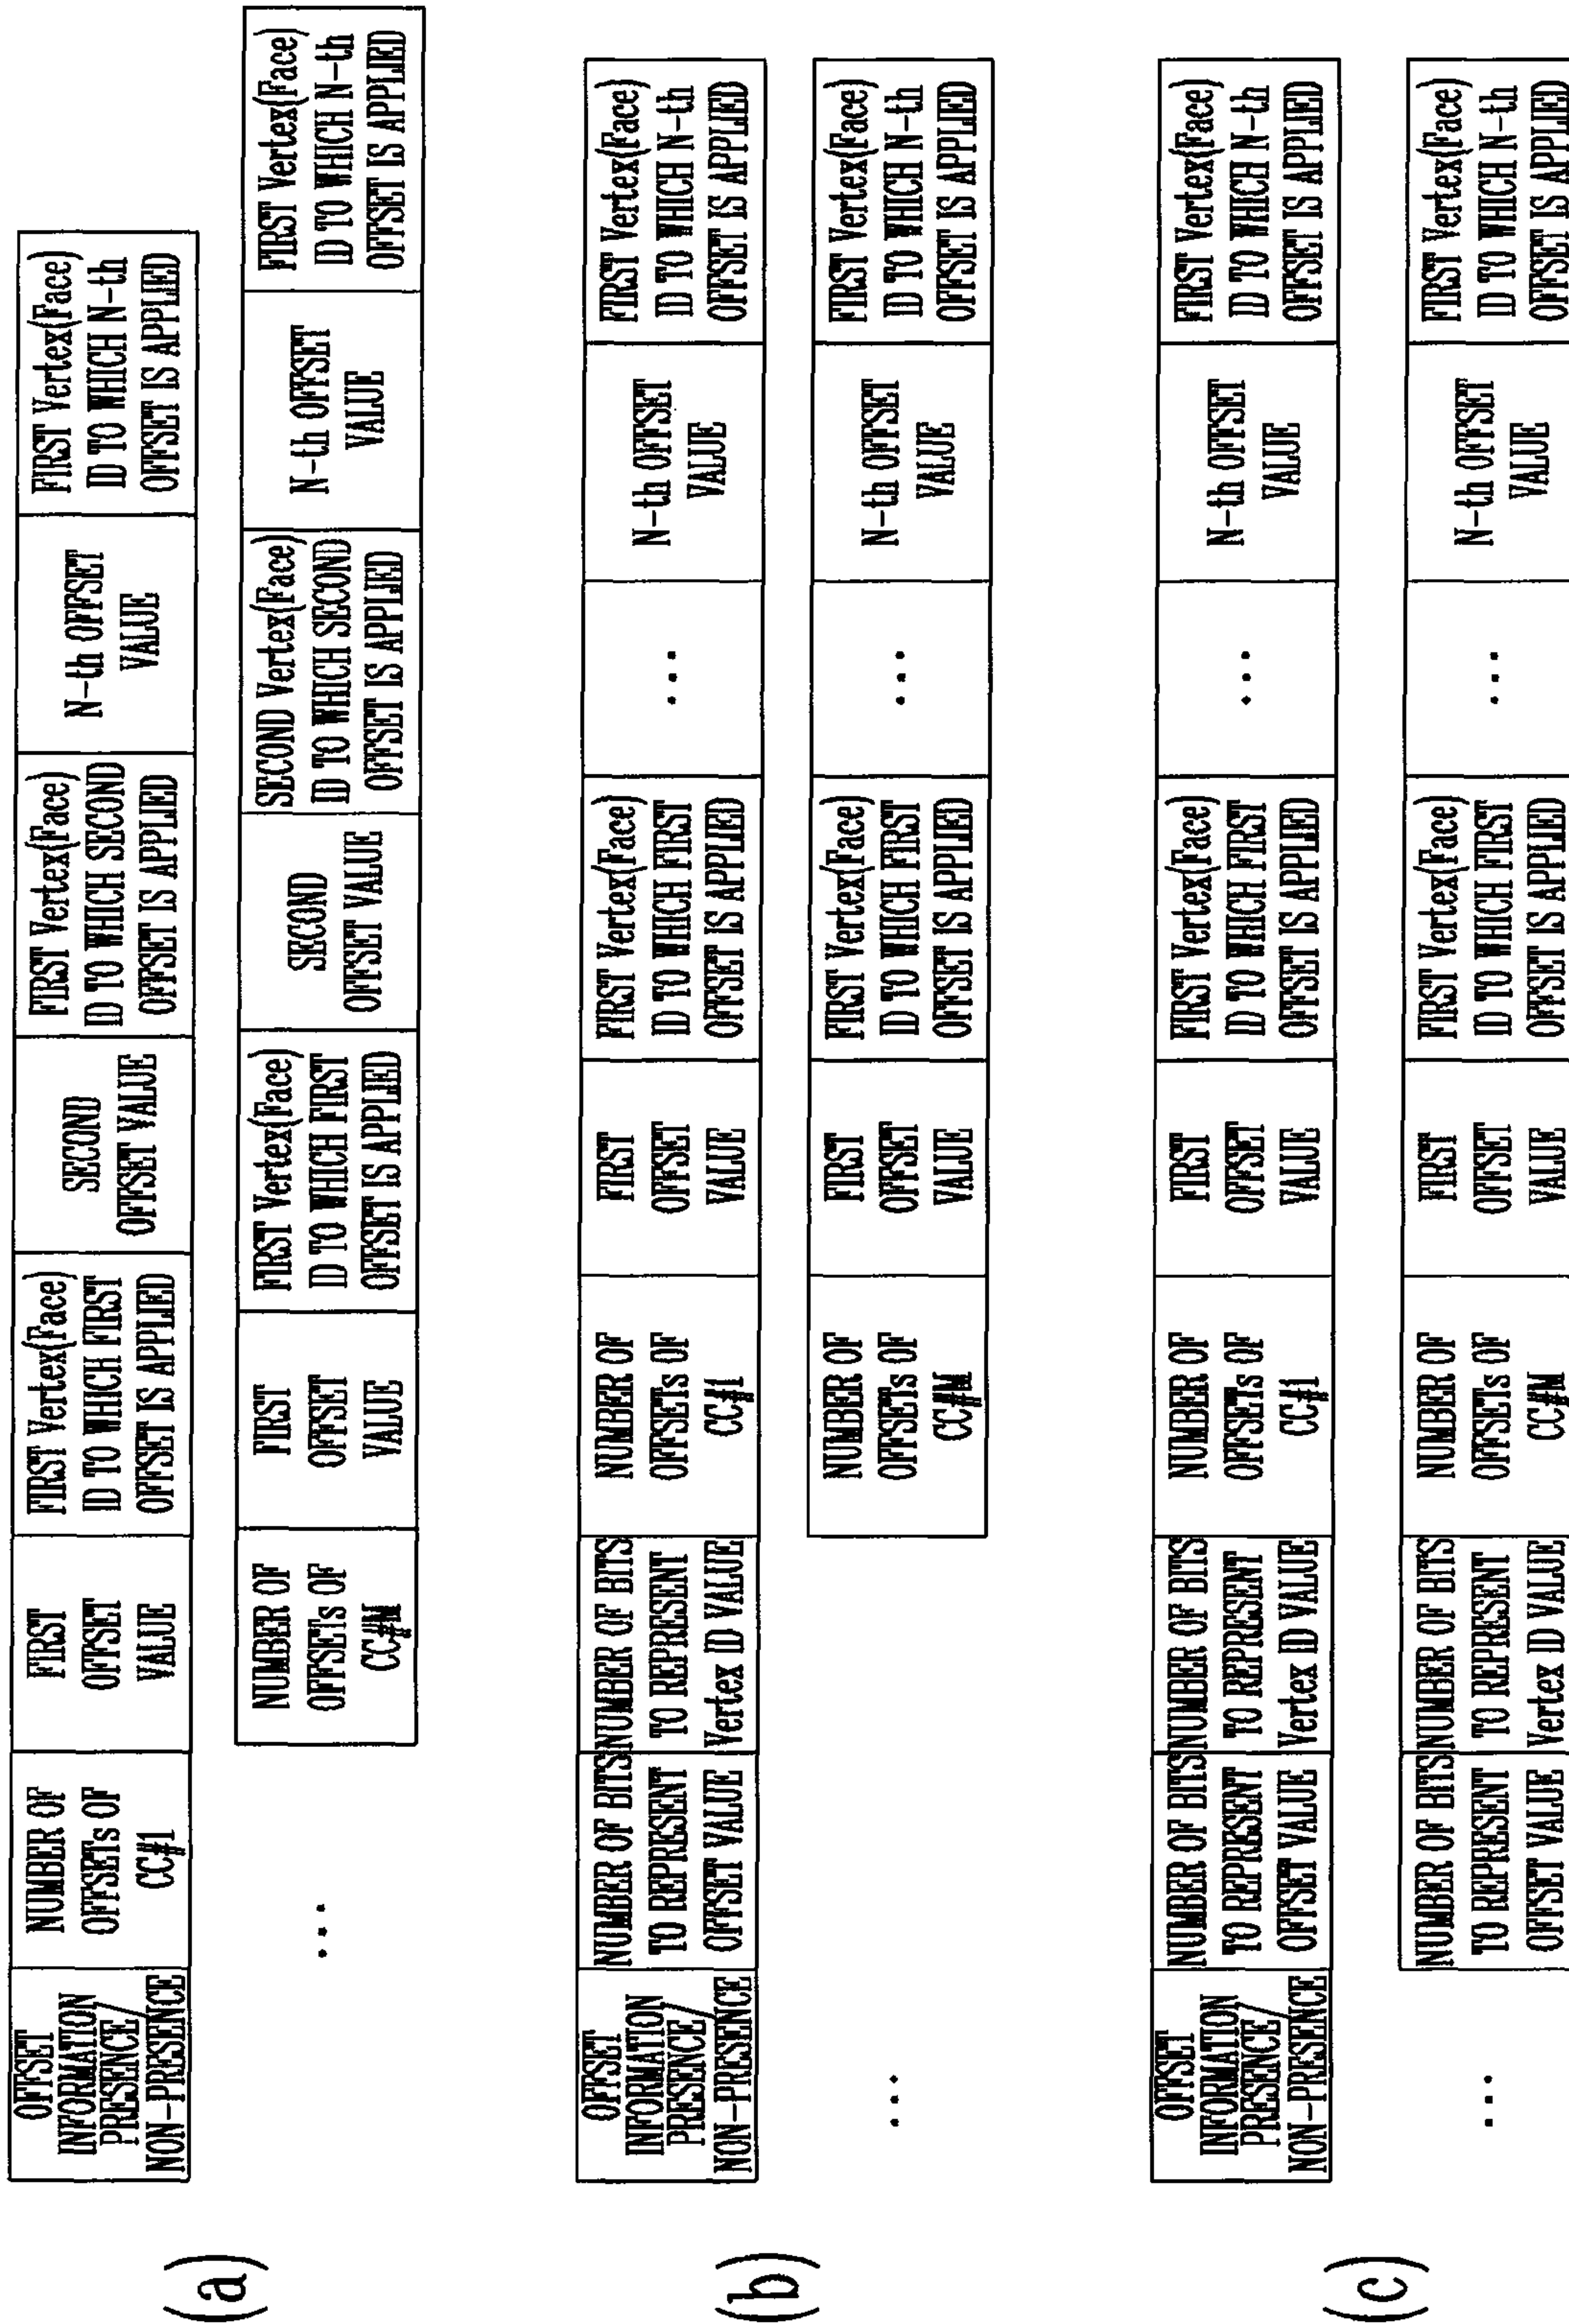 (a)
OFFSET
INFORMATION
PRESENCE/
NON-PRESENCE
NUMBER OF
OFFSETs OF
CC#1
FIRST
OFFSET
VALUE
FIRST Vertex(Face)
ID TO WHICH FIRST
OFFSET IS APPLIED
SECOND
OFFSET VALUE
FIRST Vertex(Face)
ID TO WHICH SECOND
OFFSET IS APPLIED
N-th OFFSET
VALUE
FIRST Vertex(Face)
ID TO WHICH N-th
OFFSET IS APPLIED
...
NUMBER OF
OFFSETs OF
CC#M
FIRST
OFFSET
VALUE
FIRST Vertex(Face)
ID TO WHICH FIRST
OFFSET IS APPLIED
SECOND
OFFSET VALUE
SECOND Vertex(Face)
ID TO WHICH SECOND
OFFSET IS APPLIED
N-th OFFSET
VALUE
FIRST Vertex(Face)
ID TO WHICH N-th
OFFSET IS APPLIED
(b)
OFFSET
INFORMATION
PRESENCE/
NON-PRESENCE
NUMBER OF BITS
TO REPRESENT
OFFSET VALUE
NUMBER OF BITS
TO REPRESENT
Vertex ID VALUE
NUMBER OF
OFFSETs OF
CC#1
FIRST
OFFSET
VALUE
FIRST Vertex(Face)
ID TO WHICH FIRST
OFFSET IS APPLIED
...
N-th OFFSET
VALUE
FIRST Vertex(Face)
ID TO WHICH N-th
OFFSET IS APPLIED
...
NUMBER OF
OFFSETs OF
CC#M
FIRST
OFFSET
VALUE
FIRST Vertex(Face)
ID TO WHICH FIRST
OFFSET IS APPLIED
...
N-th OFFSET
VALUE
FIRST Vertex(Face)
ID TO WHICH N-th
OFFSET IS APPLIED
(c)
OFFSET
INFORMATION
PRESENCE/
NON-PRESENCE
NUMBER OF BITS
TO REPRESENT
OFFSET VALUE
NUMBER OF BITS
TO REPRESENT
Vertex ID VALUE
NUMBER OF
OFFSETs OF
CC#1
FIRST
OFFSET
VALUE
FIRST Vertex(Face)
ID TO WHICH FIRST
OFFSET IS APPLIED
...
N-th OFFSET
VALUE
FIRST Vertex(Face)
ID TO WHICH N-th
OFFSET IS APPLIED
...
NUMBER OF BITS
TO REPRESENT
OFFSET VALUE
NUMBER OF BITS
TO REPRESENT
Vertex ID VALUE
NUMBER OF
OFFSETs OF
CC#M
FIRST
OFFSET
VALUE
FIRST Vertex(Face)
ID TO WHICH FIRST
OFFSET IS APPLIED
...
N-th OFFSET
VALUE
FIRST Vertex(Face)
ID TO WHICH N-th
OFFSET IS APPLIED